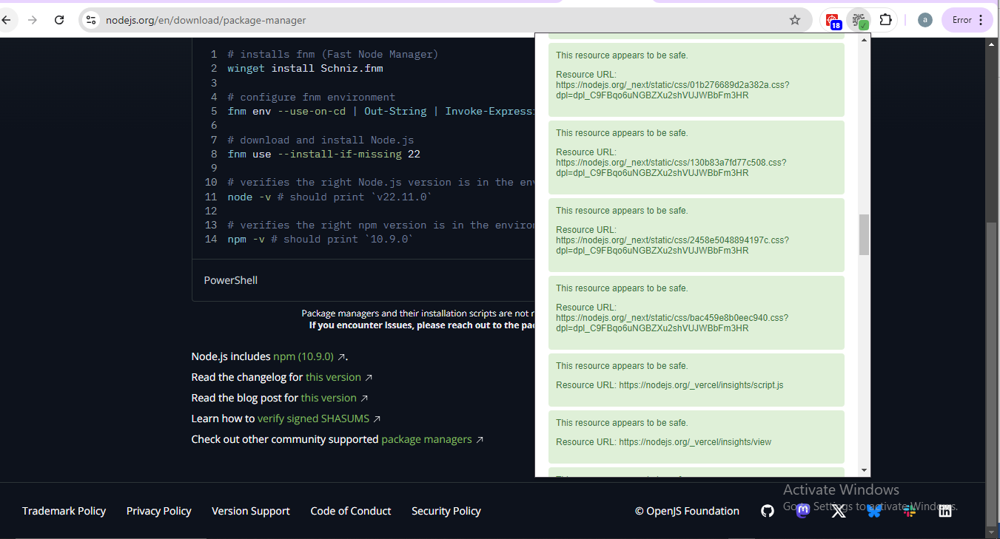 nodejs.org/en/download/package-manager
18
a
Error
1 # installs fnm (Fast Node Manager)
2 winget install Schniz.fnm
3
4 # configure fnm environment
5 fnm env --use-on-cd | Out-String | Invoke-Express
6
7 # download and install Node.js
8 fnm use --install-if-missing 22
9
10 # verifies the right Node.js version is in the env
11 node -v # should print `v22.11.0`
12
13 # verifies the right npm version is in the environ
14 npm -v # should print `10.9.0`
PowerShell
Package managers and their installation scripts are not
If you encounter issues, please reach out to the
Node.js includes npm (10.9.0) ↗.
Read the changelog for this version ↗
Read the blog post for this version ↗
Learn how to verify signed SHASUMS ↗
Check out other community supported package managers ↗
This resource appears to be safe.
Resource URL:
https://nodejs.org/_next/static/css/01b276689d2a382a.css?
dpl=dpl_C9FBqo6uNGBZXu2shVUJWBbFm3HR
This resource appears to be safe.
Resource URL:
https://nodejs.org/_next/static/css/130b83a7fd77c508.css?
dpl=dpl_C9FBqo6uNGBZXu2shVUJWBbFm3HR
This resource appears to be safe.
Resource URL:
https://nodejs.org/_next/static/css/2458e5048894197c.css?
dpl=dpl_C9FBqo6uNGBZXu2shVUJWBbFm3HR
This resource appears to be safe.
Resource URL:
https://nodejs.org/_next/static/css/bac459e8b0eec940.css?
dpl=dpl_C9FBqo6uNGBZXu2shVUJWBbFm3HR
This resource appears to be safe.
Resource URL: https://nodejs.org/_vercel/insights/script.js
This resource appears to be safe.
Resource URL: https://nodejs.org/_vercel/insights/view
Activate Windows
Go to Settings to activate Windows.
Trademark Policy
Privacy Policy
Version Support
Code of Conduct
Security Policy
© OpenJS Foundation